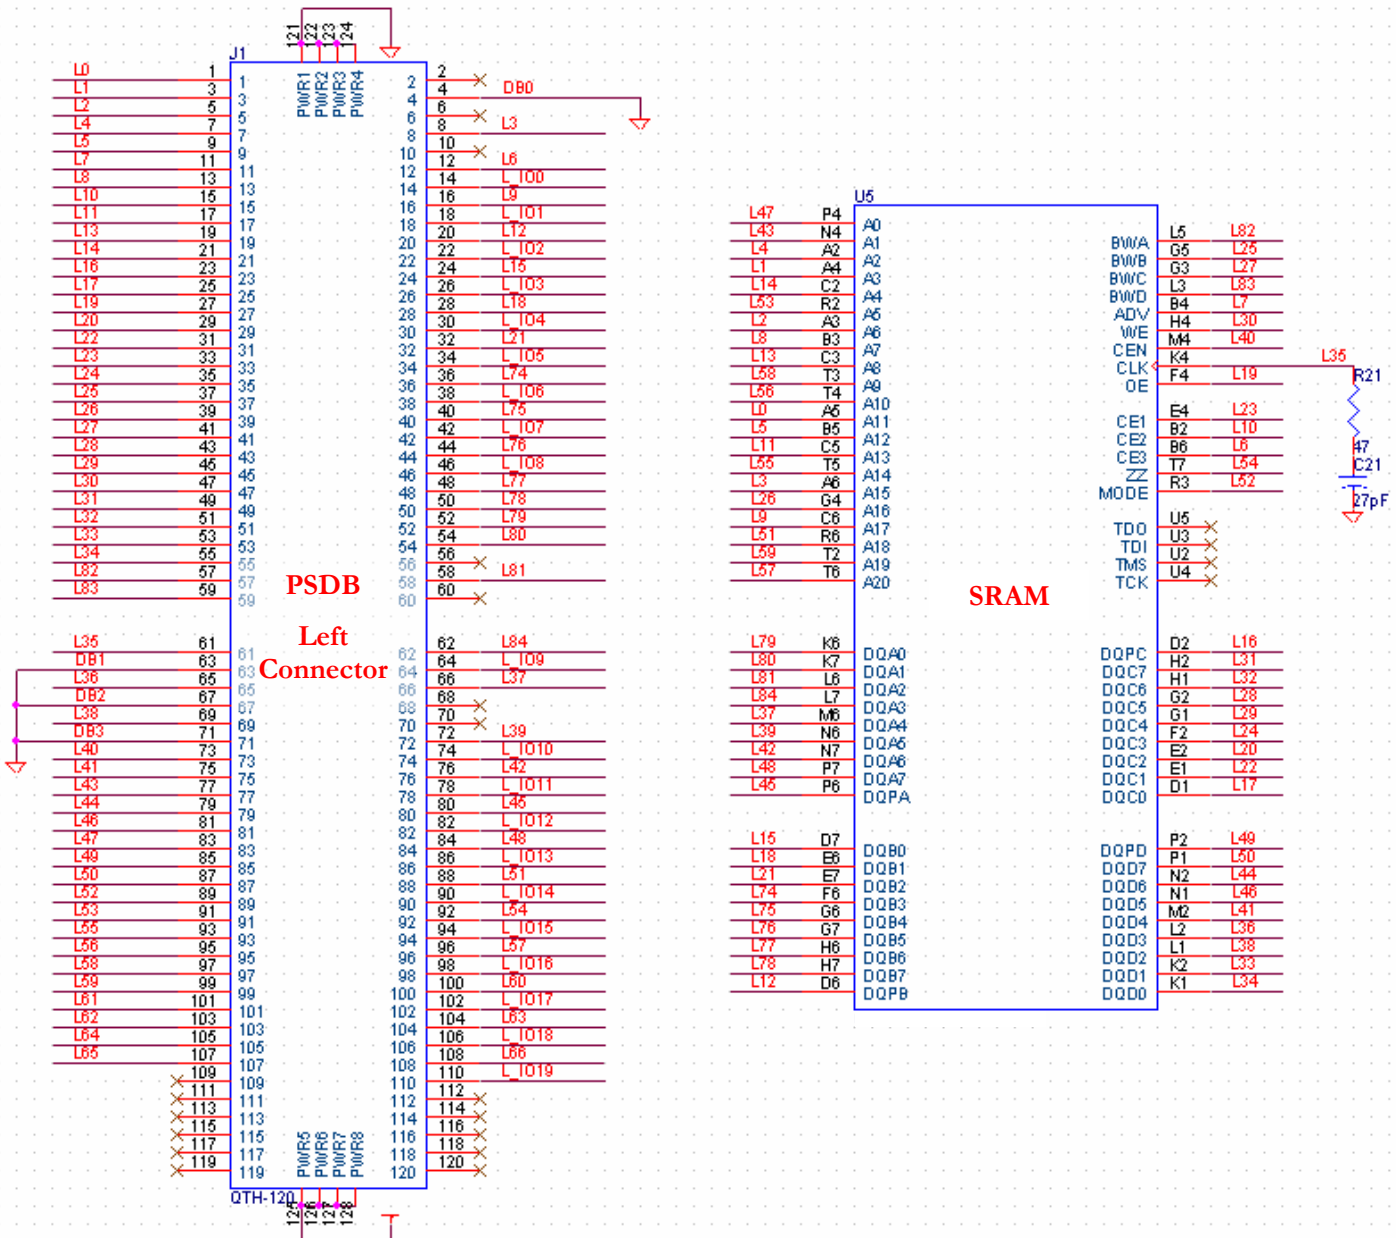 121 122 123 124
J1
PWR1 PWR2 PWR3 PWR4
L0 1 1 2 2
L1 3 3 4 4 DB0
L2 5 5 6 6
L4 7 7 8 8 L3
L5 9 9 10 10
L7 11 11 12 12 L6
L8 13 13 14 14 L_IO0
L10 15 15 16 16 L9
L11 17 17 18 18 L_IO1
L13 19 19 20 20 L12
L14 21 21 22 22 L_IO2
L16 23 23 24 24 L15
L17 25 25 26 26 L_IO3
L19 27 27 28 28 L18
L20 29 29 30 30 L_IO4
L22 31 31 32 32 L21
L23 33 33 34 34 L_IO5
L24 35 35 36 36 L74
L25 37 37 38 38 L_IO6
L26 39 39 40 40 L75
L27 41 41 42 42 L_IO7
L28 43 43 44 44 L76
L29 45 45 46 46 L_IO8
L30 47 47 48 48 L77
L31 49 49 50 50 L78
L32 51 51 52 52 L79
L33 53 53 54 54 L80
L34 55 55 56 56
L82 57 57 58 58 L81
L83 59 59 60 60
PSDB
Left
Connector
L35 61 61 62 62 L84
DB1 63 63 64 64 L_IO9
L36 65 65 66 66 L37
DB2 67 67 68 68
L38 69 69 70 70
DB3 71 71 72 72 L39
L40 73 73 74 74 L_IO10
L41 75 75 76 76 L42
L43 77 77 78 78 L_IO11
L44 79 79 80 80 L45
L46 81 81 82 82 L_IO12
L47 83 83 84 84 L48
L49 85 85 86 86 L_IO13
L50 87 87 88 88 L51
L52 89 89 90 90 L_IO14
L53 91 91 92 92 L54
L55 93 93 94 94 L_IO15
L56 95 95 96 96 L57
L58 97 97 98 98 L_IO16
L59 99 99 100 100 L60
L61 101 101 102 102 L_IO17
L62 103 103 104 104 L63
L64 105 105 106 106 L_IO18
L65 107 107 108 108 L66
109 109 110 110 L_IO19
111 111 112 112
113 113 114 114
115 115 116 116
117 117 118 118
119 119 120 120
PWR5 PWR6 PWR7 PWR8
QTH-120
125 126 127 128
U5
L47 P4 A0
L43 N4 A1 BWA L5 L82
L4 A2 A2 BWB G5 L25
L1 A4 A3 BWC G3 L27
L14 C2 A4 BWD L3 L83
L53 R2 A5 ADV B4 L7
L2 A3 A6 WE H4 L30
L8 B3 A7 CEN M4 L40
L13 C3 A8 CLK K4 L35
L58 T3 A9 OE F4 L19
L56 T4 A10
L0 A5 A11 CE1 E4 L23
L5 B5 A12 CE2 B2 L10
L11 C5 A13 CE3 B6 L6
L55 T5 A14 ZZ T7 L54
L3 A6 A15 MODE R3 L52
L26 G4 A16
L9 C6 A17 TDO U5
L51 R6 A18 TDI U3
L59 T2 A19 TMS U2
L57 T6 A20 TCK U4
R21
47
C21
27pF
SRAM
L79 K6 DQA0 DQPC D2 L16
L80 K7 DQA1 DQC7 H2 L31
L81 L6 DQA2 DQC6 H1 L32
L84 L7 DQA3 DQC5 G2 L28
L37 M6 DQA4 DQC4 G1 L29
L39 N6 DQA5 DQC3 F2 L24
L42 N7 DQA6 DQC2 E2 L20
L48 P7 DQA7 DQC1 E1 L22
L45 P6 DQPA DQC0 D1 L17
L15 D7 DQB0 DQPD P2 L49
L18 E6 DQB1 DQD7 P1 L50
L21 E7 DQB2 DQD6 N2 L44
L74 F6 DQB3 DQD5 N1 L46
L75 G6 DQB4 DQD4 M2 L41
L76 G7 DQB5 DQD3 L2 L36
L77 H6 DQB6 DQD2 L1 L38
L78 H7 DQB7 DQD1 K2 L33
L12 D6 DQPB DQD0 K1 L34